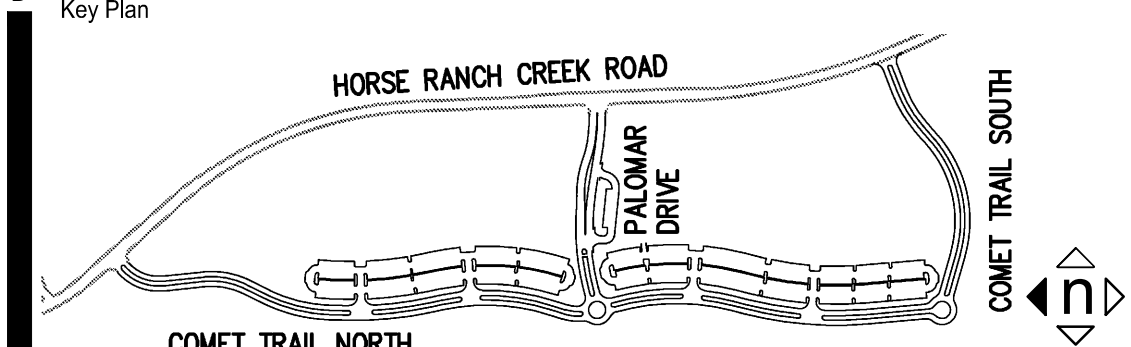 Key Plan
HORSE RANCH CREEK ROAD
PALOMAR
DRIVE
COMET TRAIL SOUTH
n
COMET TRAIL NORTH